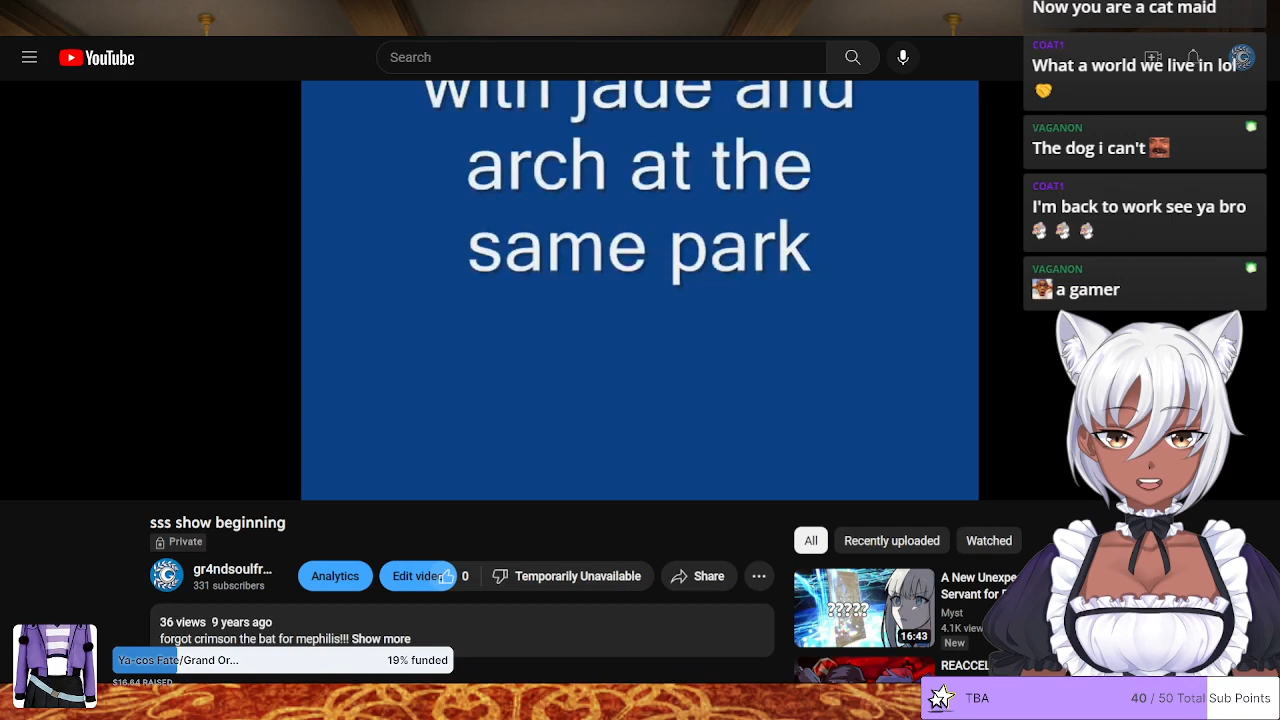 YouTube
Search
with jade and
arch at the
same park
sss show beginning
Private
gr4ndsoulfr...
331 subscribers
Analytics
0
Temporarily Unavailable
Share
36 views 9 years ago
forgot crimson the bat for mephilis!!! Show more
Ya-cos Fate/Grand Or...
19% funded
$16.64 RAISED
All
Recently uploaded
Watched
?????
16:43
A New Unexpe
Servant for
Myst
4.1K view
New
REACCEL
Now you are a cat maid
COAT1
What a world we live in lol
VAGANON
The dog i can't
COAT1
I'm back to work see ya bro
VAGANON
a gamer
TBA
40 / 50 Total Sub Points